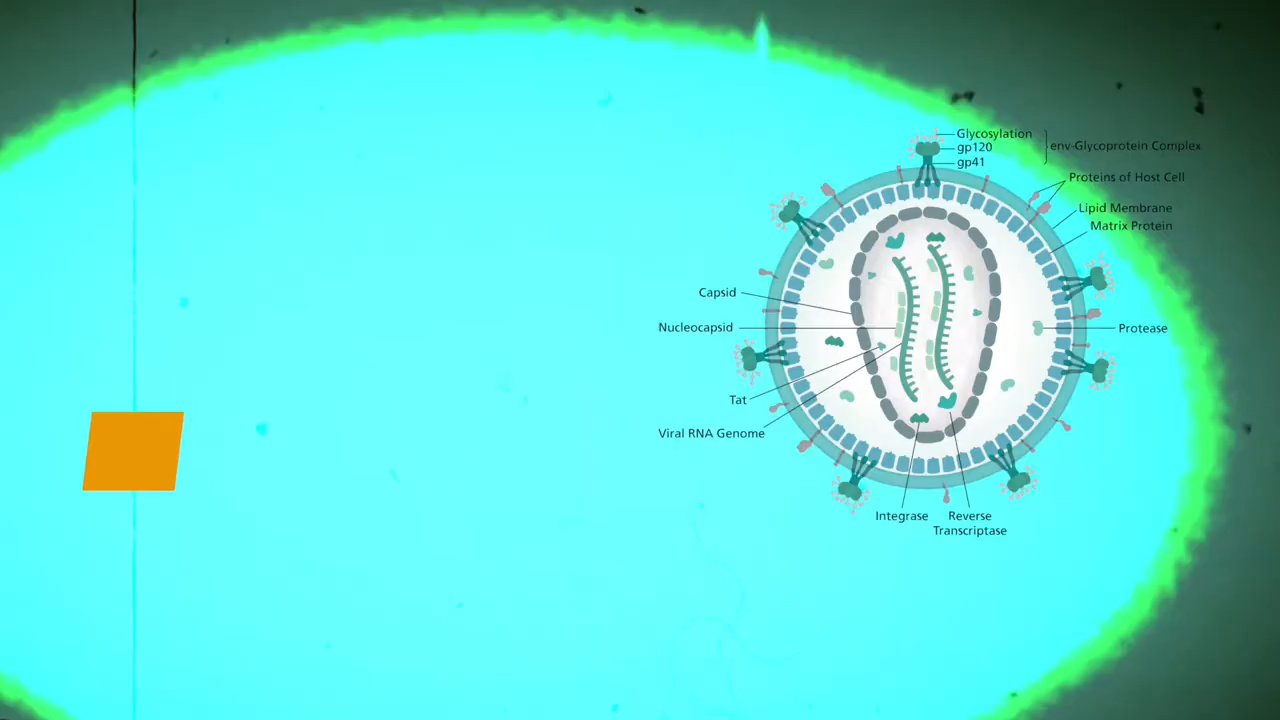 Glycosylation
gp120
gp41
env-Glycoprotein Complex
Proteins of Host Cell
Lipid Membrane
Matrix Protein
Capsid
Nucleocapsid
Protease
Tat
Viral RNA Genome
Integrase
Reverse
Transcriptase